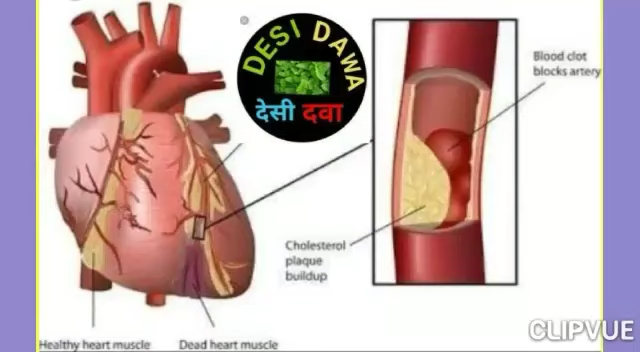 DESI DAWA
देसी दवा
Blood clot
blocks artery
Cholesterol
plaque
buildup
Healthy heart muscle
Dead heart muscle
CLIPVUE